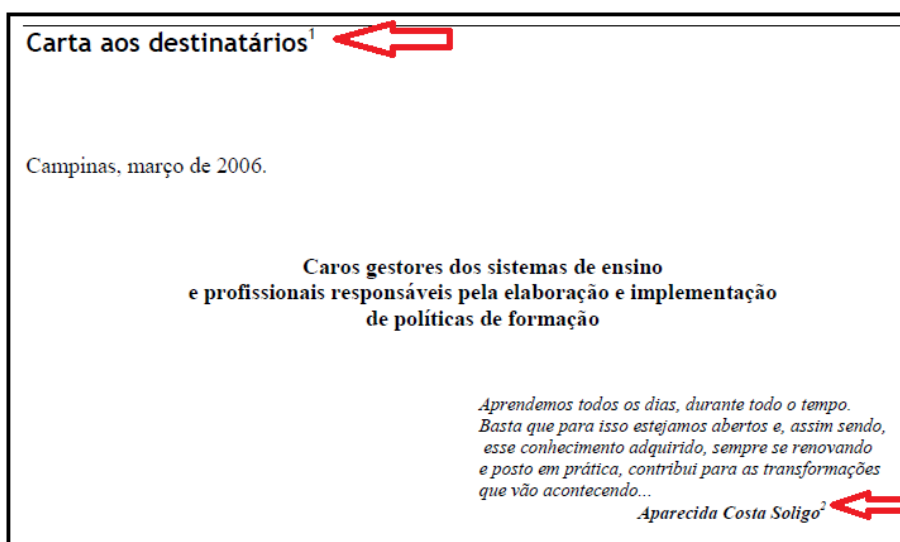 Carta aos destinatários¹
Campinas, março de 2006.
Caros gestores dos sistemas de ensino
e profissionais responsáveis pela elaboração e implementação
de políticas de formação
Aprendemos todos os dias, durante todo o tempo.
Basta que para isso estejamos abertos e, assim sendo,
esse conhecimento adquirido, sempre se renovando
e posto em prática, contribui para as transformações
que vão acontecendo...
Aparecida Costa Soligo²